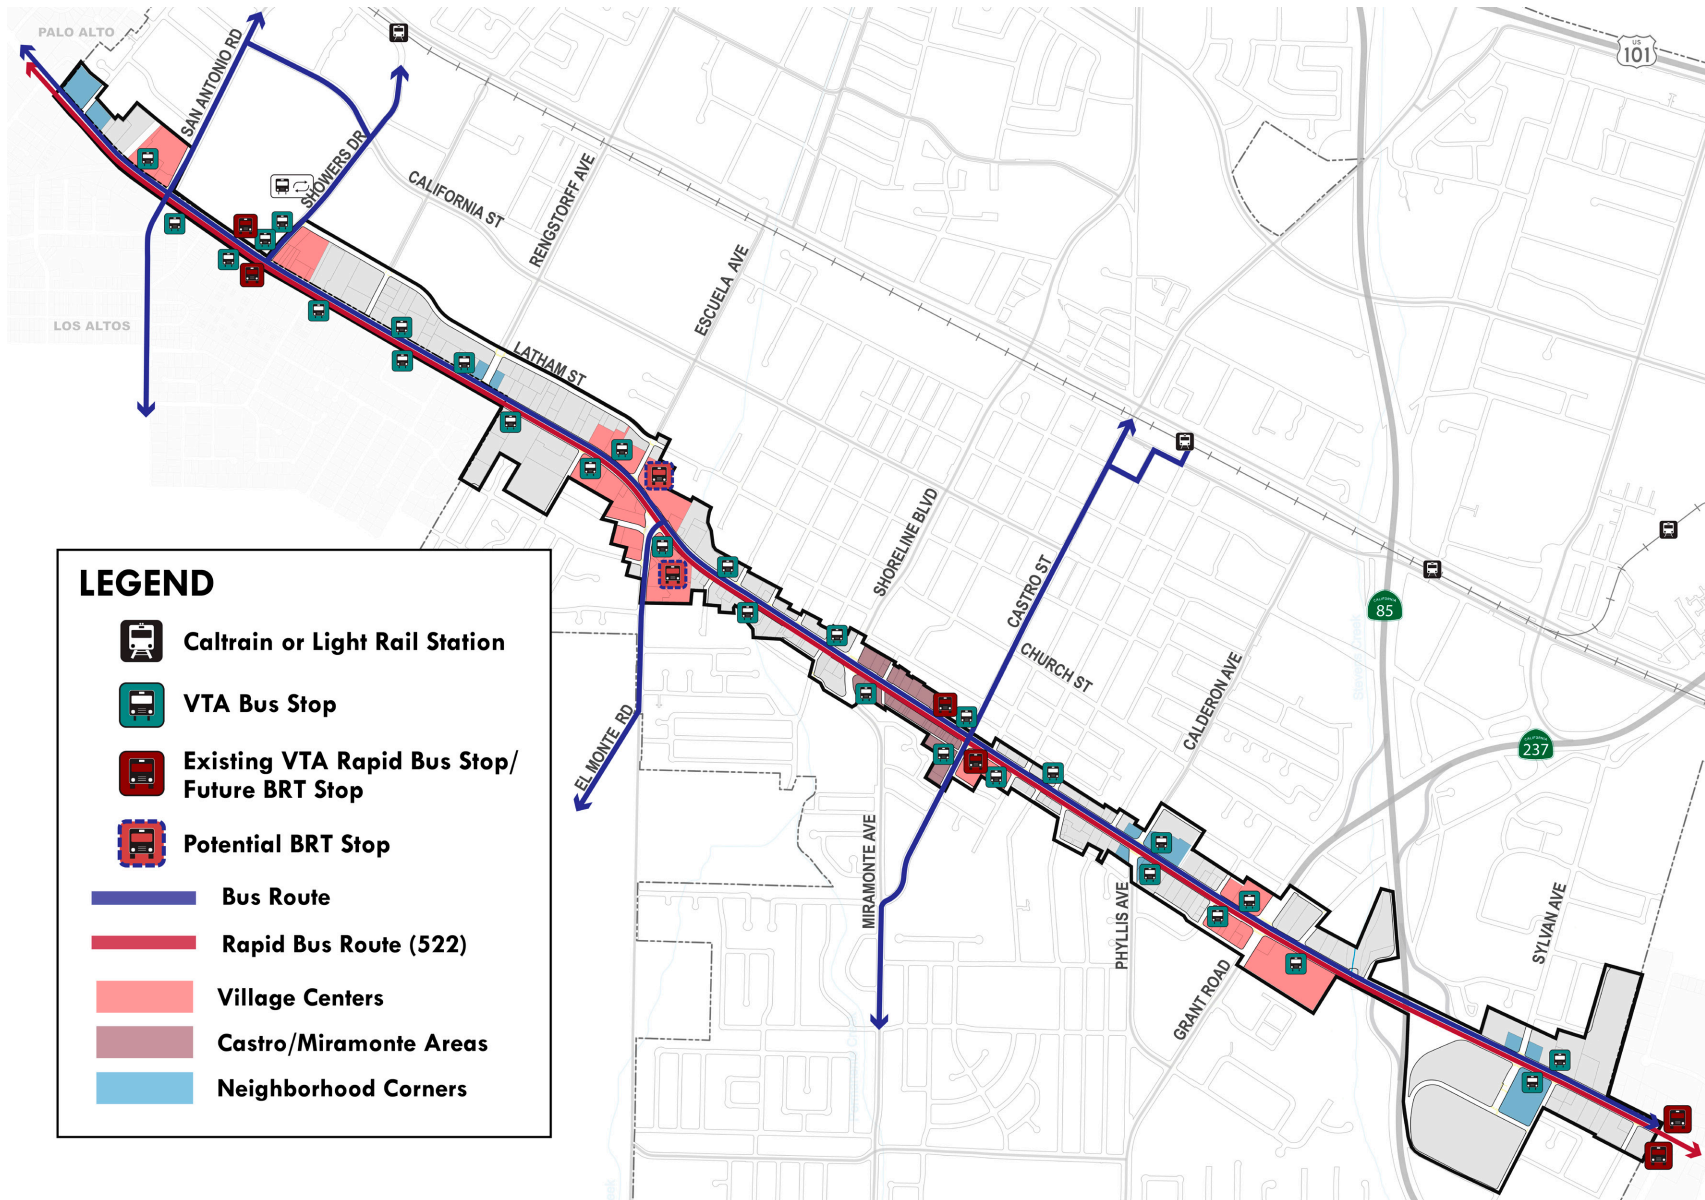 PALO ALTO
SAN ANTONIO RD
US
101
SHOWERS DR
CALIFORNIA ST
RENGSTORFF AVE
ESCUELA AVE
LOS ALTOS
LATHAM ST
SHORELINE BLVD
CASTRO ST
CALIFORNIA
85
CHURCH ST
CALDERON AVE
CALIFORNIA
237
EL MONTE RD
MIRAMONTE AVE
PHYLLIS AVE
GRANT ROAD
SYLVAN AVE
LEGEND
Caltrain or Light Rail Station
VTA Bus Stop
Existing VTA Rapid Bus Stop/
Future BRT Stop
Potential BRT Stop
Bus Route
Rapid Bus Route (522)
Village Centers
Castro/Miramonte Areas
Neighborhood Corners